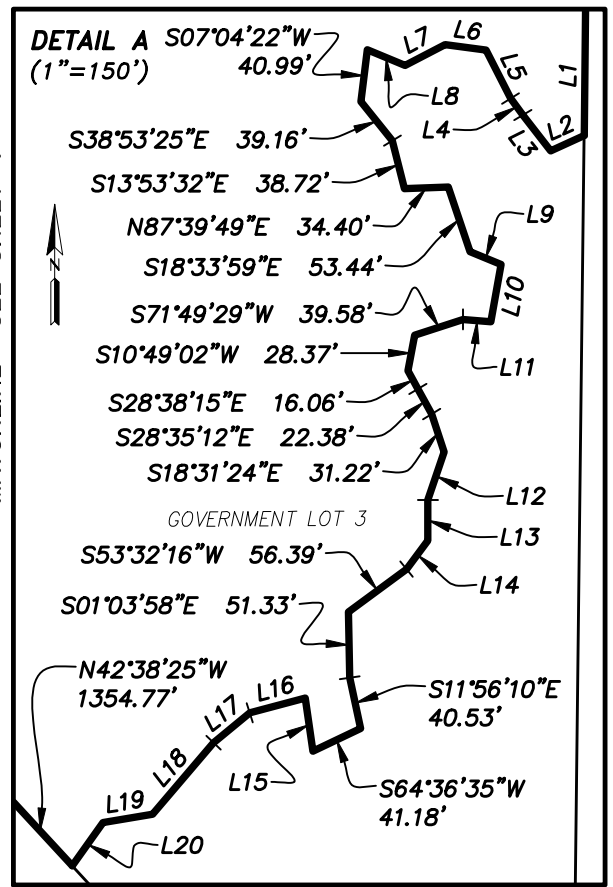 DETAIL A
(1"=150')
S07°04'22"W
40.99'
L7
L6
L5
L1
L8
L4
L3
L2
S38°53'25"E 39.16'
S13°53'32"E 38.72'
N87°39'49"E 34.40'
L9
N
S18°33'59"E 53.44'
L10
S71°49'29"W 39.58'
S10°49'02"W 28.37'
L11
S28°38'15"E 16.06'
S28°35'12"E 22.38'
S18°31'24"E 31.22'
L12
GOVERNMENT LOT 3
L13
S53°32'16"W 56.39'
L14
S01°03'58"E 51.33'
N42°38'25"W
1354.77'
L16
S11°56'10"E
40.53'
L17
L15
S64°36'35"W
41.18'
L18
L19
L20